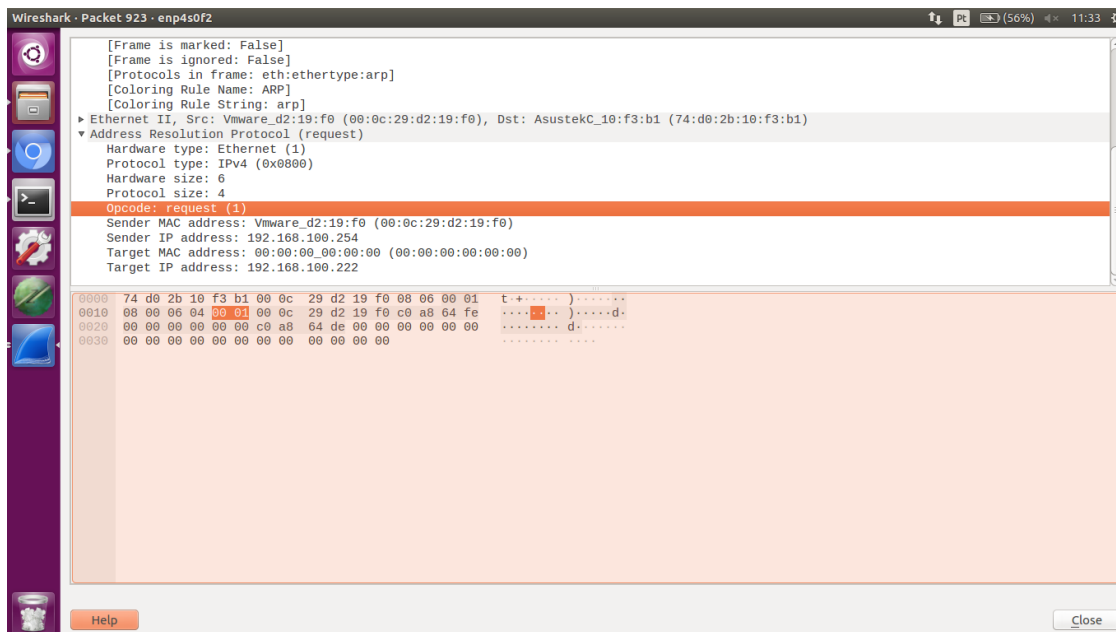 Wireshark · Packet 923 · enp4s0f2
Pt (56%) 11:33
[Frame is marked: False]
[Frame is ignored: False]
[Protocols in frame: eth:ethertype:arp]
[Coloring Rule Name: ARP]
[Coloring Rule String: arp]
Ethernet II, Src: Vmware_d2:19:f0 (00:0c:29:d2:19:f0), Dst: AsustekC_10:f3:b1 (74:d0:2b:10:f3:b1)
Address Resolution Protocol (request)
Hardware type: Ethernet (1)
Protocol type: IPv4 (0x0800)
Hardware size: 6
Protocol size: 4
Opcode: request (1)
Sender MAC address: Vmware_d2:19:f0 (00:0c:29:d2:19:f0)
Sender IP address: 192.168.100.254
Target MAC address: 00:00:00_00:00:00 (00:00:00:00:00:00)
Target IP address: 192.168.100.222
0000 74 d0 2b 10 f3 b1 00 0c 29 d2 19 f0 08 06 00 01 t·+·····)·······
0010 08 00 06 04 00 01 00 0c 29 d2 19 f0 c0 a8 64 fe ········)·····d·
0020 00 00 00 00 00 00 c0 a8 64 de 00 00 00 00 00 00 ········d·······
0030 00 00 00 00 00 00 00 00 00 00 00 00 ········ ····
Help
Close